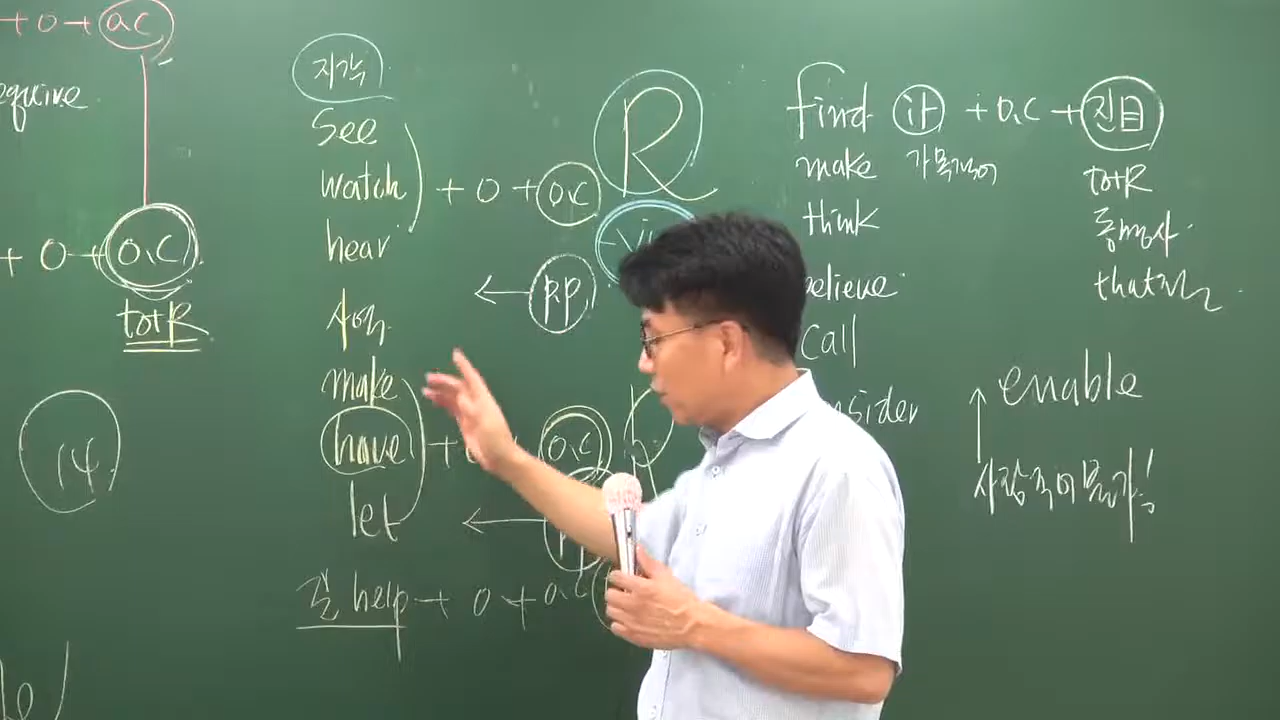 + O + o.c
equire
+ O + o.c
to+R
14
지각
See
watch
hear
+ O + o.c
R
pp
사역
make
have
let
o.c
준 help + O + o.c
find it + o.c + 진目
make 가목적어 to+R
think 동명사
believe that절
call
enable
사람주어 불가!